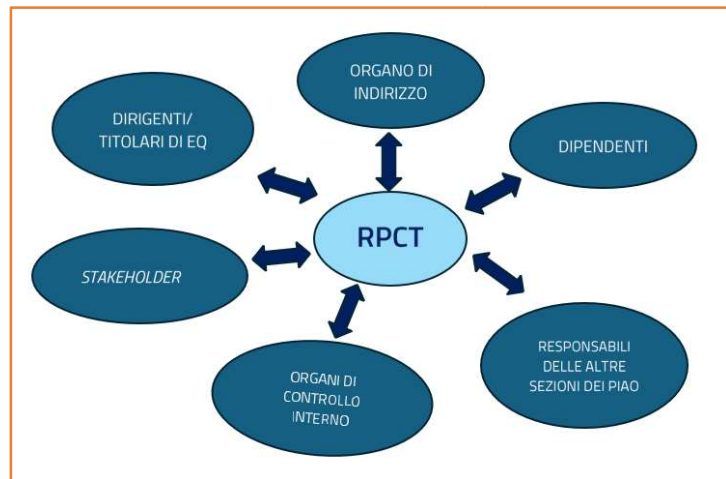 ORGANO DI
INDIRIZZO
DIRIGENTI/
TITOLARI DI EQ
DIPENDENTI
RPCT
STAKEHOLDER
RESPONSABILI
DELLE ALTRE
SEZIONI DEI PIAO
ORGANI DI
CONTROLLO
INTERNO